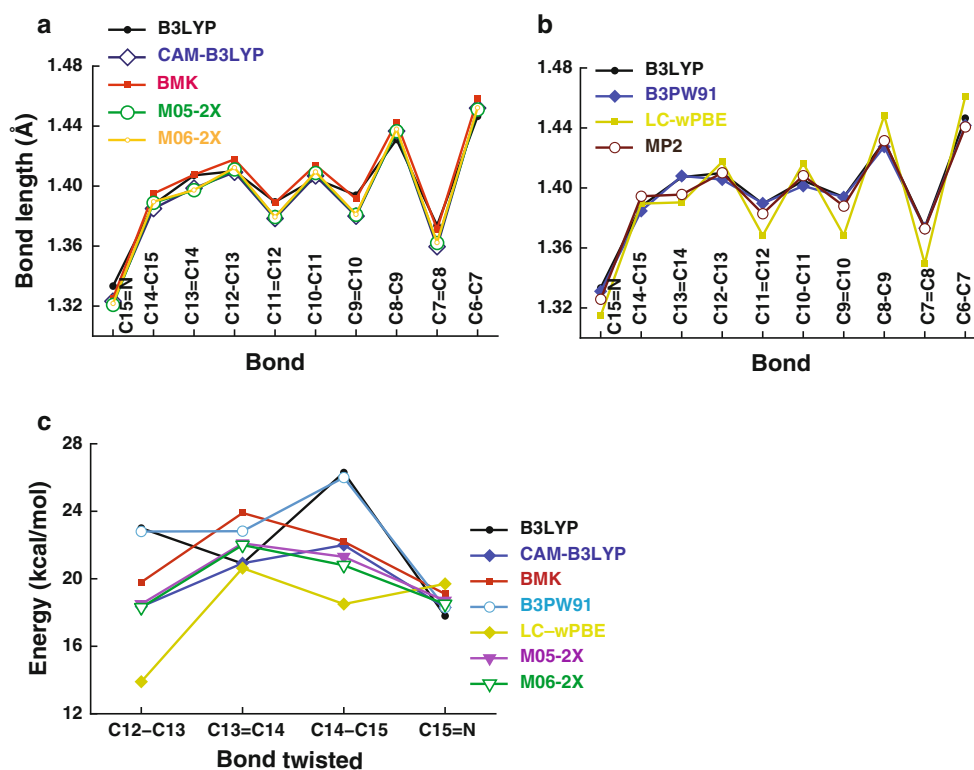 a
B3LYP
CAM-B3LYP
BMK
M05-2X
M06-2X
1.48
1.44
1.40
1.36
1.32
Bond length (Å)
C15=N
C14-C15
C13=C14
C12-C13
C11=C12
C10-C11
C9=C10
C8-C9
C7=C8
C6-C7
Bond
b
B3LYP
B3PW91
LC-wPBE
MP2
1.48
1.44
1.40
1.36
1.32
C15=N
C14-C15
C13=C14
C12-C13
C11=C12
C10-C11
C9=C10
C8-C9
C7=C8
C6-C7
Bond
c
28
24
20
16
12
Energy (kcal/mol)
C12–C13
C13=C14
C14–C15
C15=N
Bond twisted
B3LYP
CAM-B3LYP
BMK
B3PW91
LC–wPBE
M05-2X
M06-2X